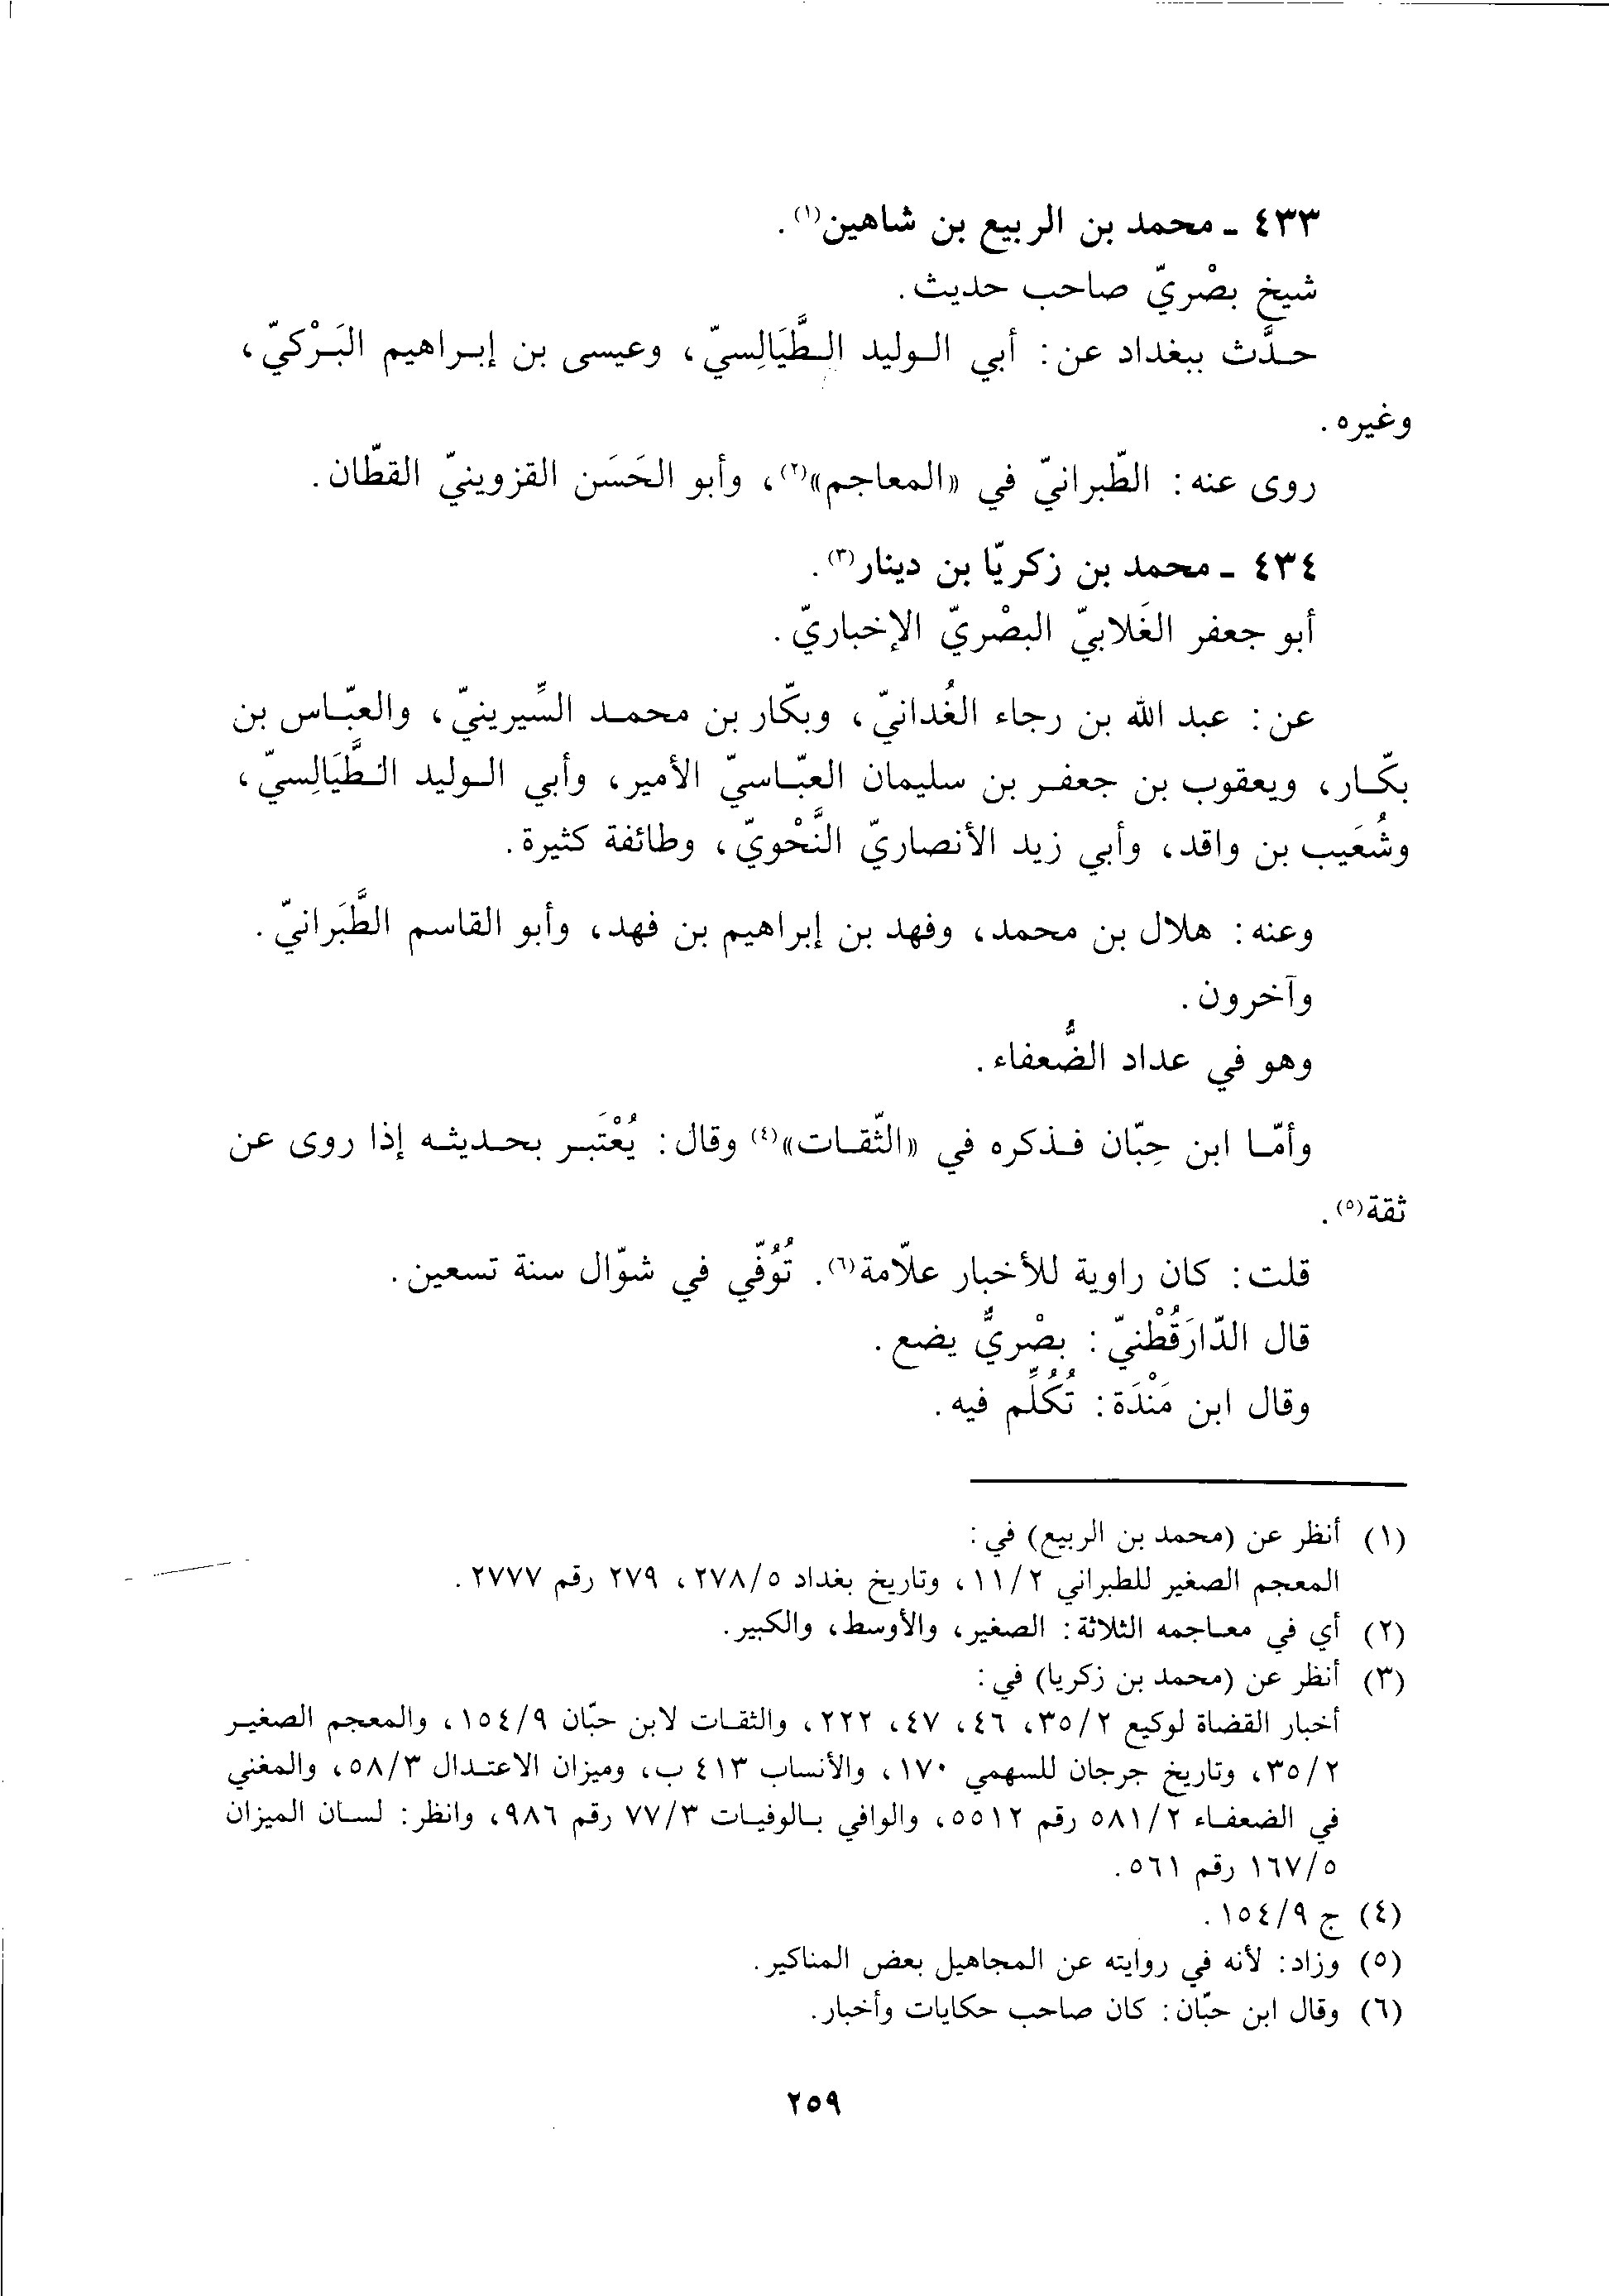 ٤٣٣ ـ محمد بن الربيع بن شاهين(١).
شيخ بصْريّ صاحب حديث.
حدَّث ببغداد عن: أبي الوليد الطَّيَالِسيّ، وعيسى بن إبراهيم البَرْكيّ،
وغيره.
روى عنه: الطّبرانيّ في «المعاجم»(٢)، وأبو الحَسَن القزوينيّ القطّان.
٤٣٤ ـ محمد بن زكريّا بن دينار(٣).
أبو جعفر الغَلابيّ البصْريّ الإخباريّ.
عن: عبد الله بن رجاء الغُدانيّ، وبكّار بن محمد السِّيرينيّ، والعبّاس بن
بكّار، ويعقوب بن جعفر بن سليمان العبّاسيّ الأمير، وأبي الوليد الطَّيَالِسيّ،
وشُعَيب بن واقد، وأبي زيد الأنصاريّ النَّحْويّ، وطائفة كثيرة.
وعنه: هلال بن محمد، وفهد بن إبراهيم بن فهد، وأبو القاسم الطَّبَرانيّ.
وآخرون.
وهو في عداد الضُّعفاء.
وأمّا ابن حِبّان فذكره في «الثّقات»(٤) وقال: يُعْتَبر بحديثه إذا روى عن
ثقة(٥).
قلت: كان راوية للأخبار علاّمة(٦). تُوُفّي في شوّال سنة تسعين.
قال الدّارَقُطْنيّ: بصْريٌّ يضع.
وقال ابن مَنْدَة: تُكُلِّم فيه.
(١) أنظر عن (محمد بن الربيع) في:
المعجم الصغير للطبراني ١١/٢، وتاريخ بغداد ٢٧٨/٥، ٢٧٩ رقم ٢٧٧٧.
(٢) أي في معاجمه الثلاثة: الصغير، والأوسط، والكبير.
(٣) أنظر عن (محمد بن زكريا) في:
أخبار القضاة لوكيع ٣٥/٢، ٤٦، ٤٧، ٢٢٢، والثقات لابن حبّان ١٥٤/٩، والمعجم الصغير
٣٥/٢، وتاريخ جرجان للسهمي ١٧٠، والأنساب ٤١٣ ب، وميزان الاعتدال ٥٨/٣، والمغني
في الضعفاء ٥٨١/٢ رقم ٥٥١٢، والوافي بالوفيات ٧٧/٣ رقم ٩٨٦، وانظر: لسان الميزان
١٦٧/٥ رقم ٥٦١.
(٤) ج ١٥٤/٩.
(٥) وزاد: لأنه في روايته عن المجاهيل بعض المناكير.
(٦) وقال ابن حبّان: كان صاحب حكايات وأخبار.
٢٥٩